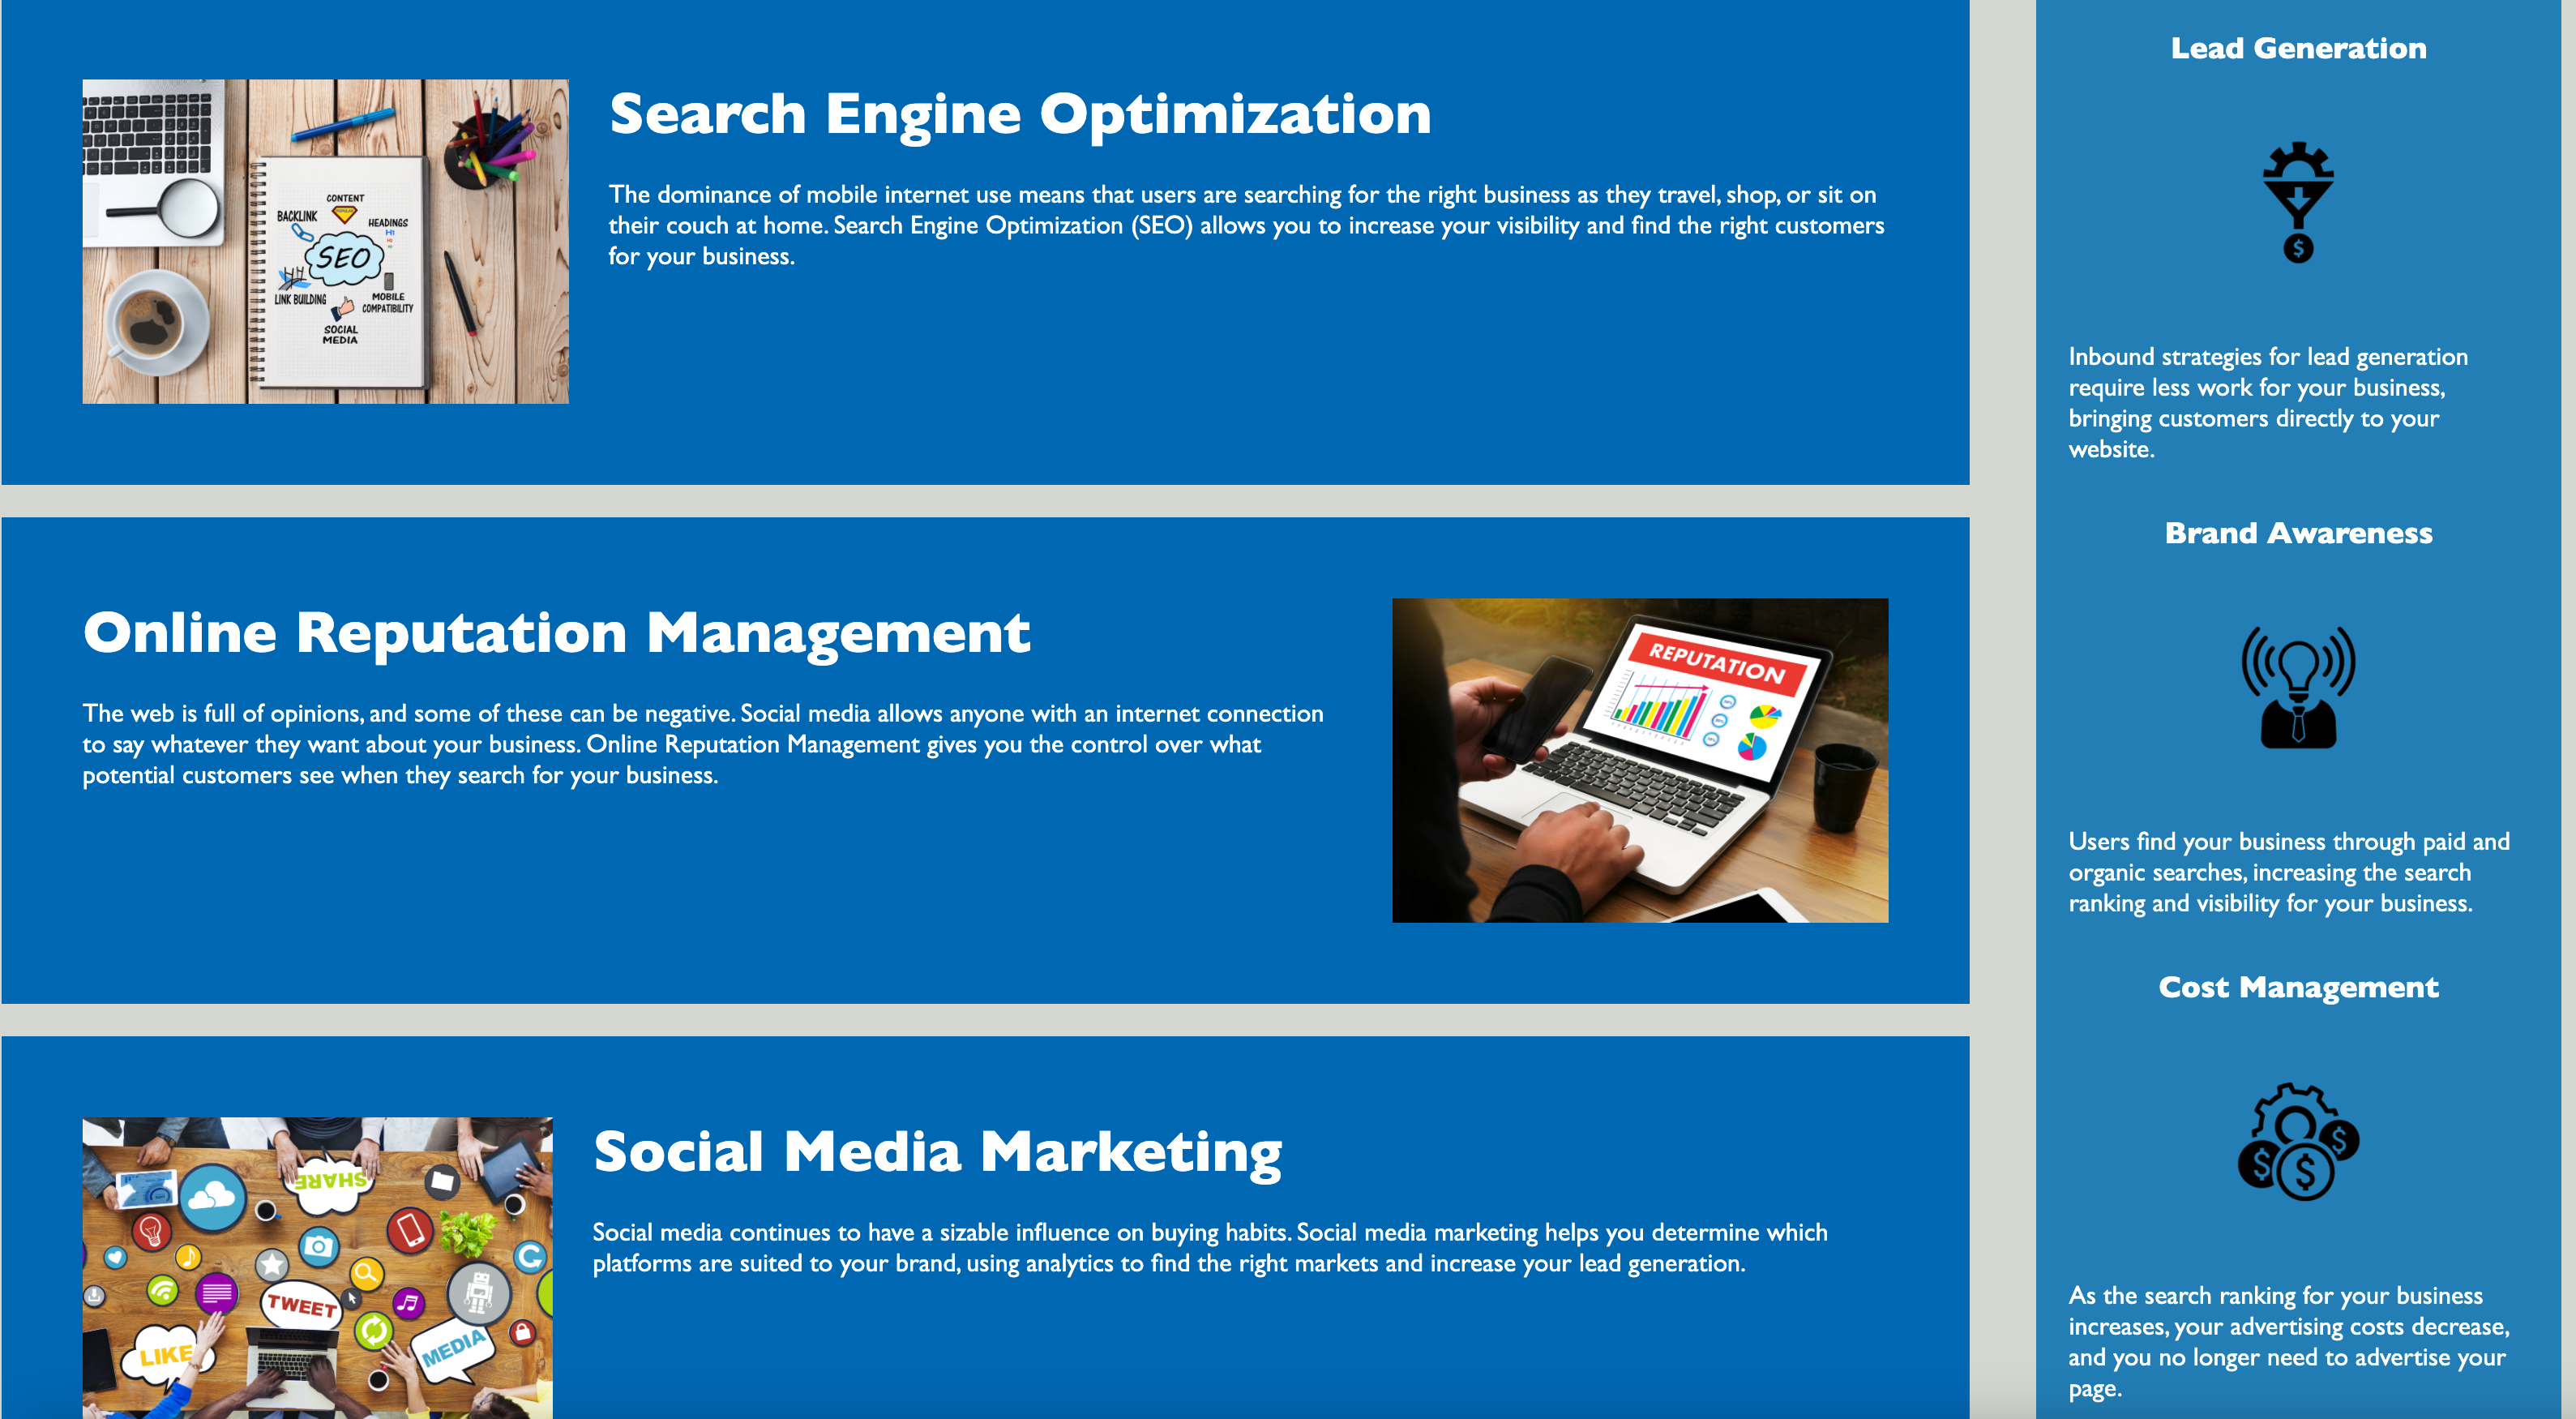 Search Engine Optimization
The dominance of mobile internet use means that users are searching for the right business as they travel, shop, or sit on
their couch at home. Search Engine Optimization (SEO) allows you to increase your visibility and find the right customers
for your business.
CONTENT
BACKLINK
HEADINGS
H1
SEO
LINK BUILDING
MOBILE
COMPATIBILITY
SOCIAL
MEDIA
Online Reputation Management
The web is full of opinions, and some of these can be negative. Social media allows anyone with an internet connection
to say whatever they want about your business. Online Reputation Management gives you the control over what
potential customers see when they search for your business.
REPUTATION
Social Media Marketing
Social media continues to have a sizable influence on buying habits. Social media marketing helps you determine which
platforms are suited to your brand, using analytics to find the right markets and increase your lead generation.
SHARE
TWEET
LIKE
MEDIA
Lead Generation
$
Inbound strategies for lead generation
require less work for your business,
bringing customers directly to your
website.
Brand Awareness
Users find your business through paid and
organic searches, increasing the search
ranking and visibility for your business.
Cost Management
$
$
$
As the search ranking for your business
increases, your advertising costs decrease,
and you no longer need to advertise your
page.